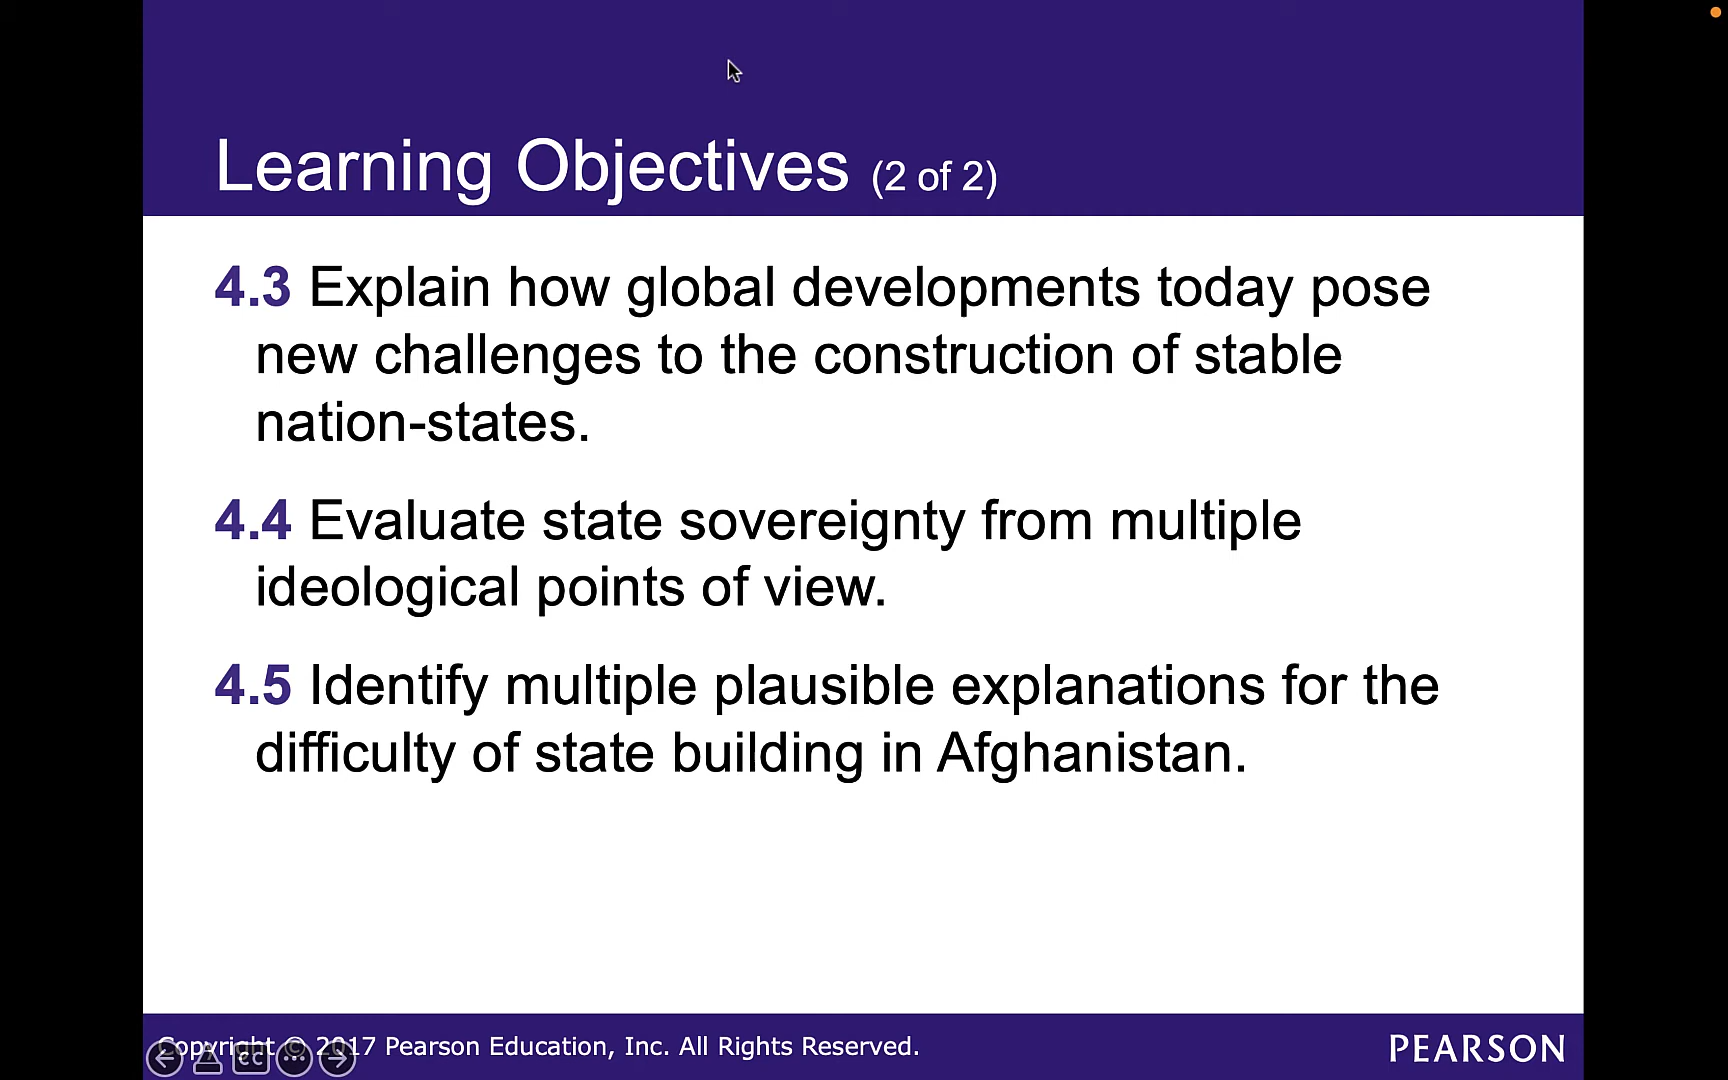 Learning Objectives (2 of 2)
4.3 Explain how global developments today pose
new challenges to the construction of stable
nation-states.
4.4 Evaluate state sovereignty from multiple
ideological points of view.
4.5 Identify multiple plausible explanations for the
difficulty of state building in Afghanistan.
Copyright © 2017 Pearson Education, Inc. All Rights Reserved.
CC
PEARSON